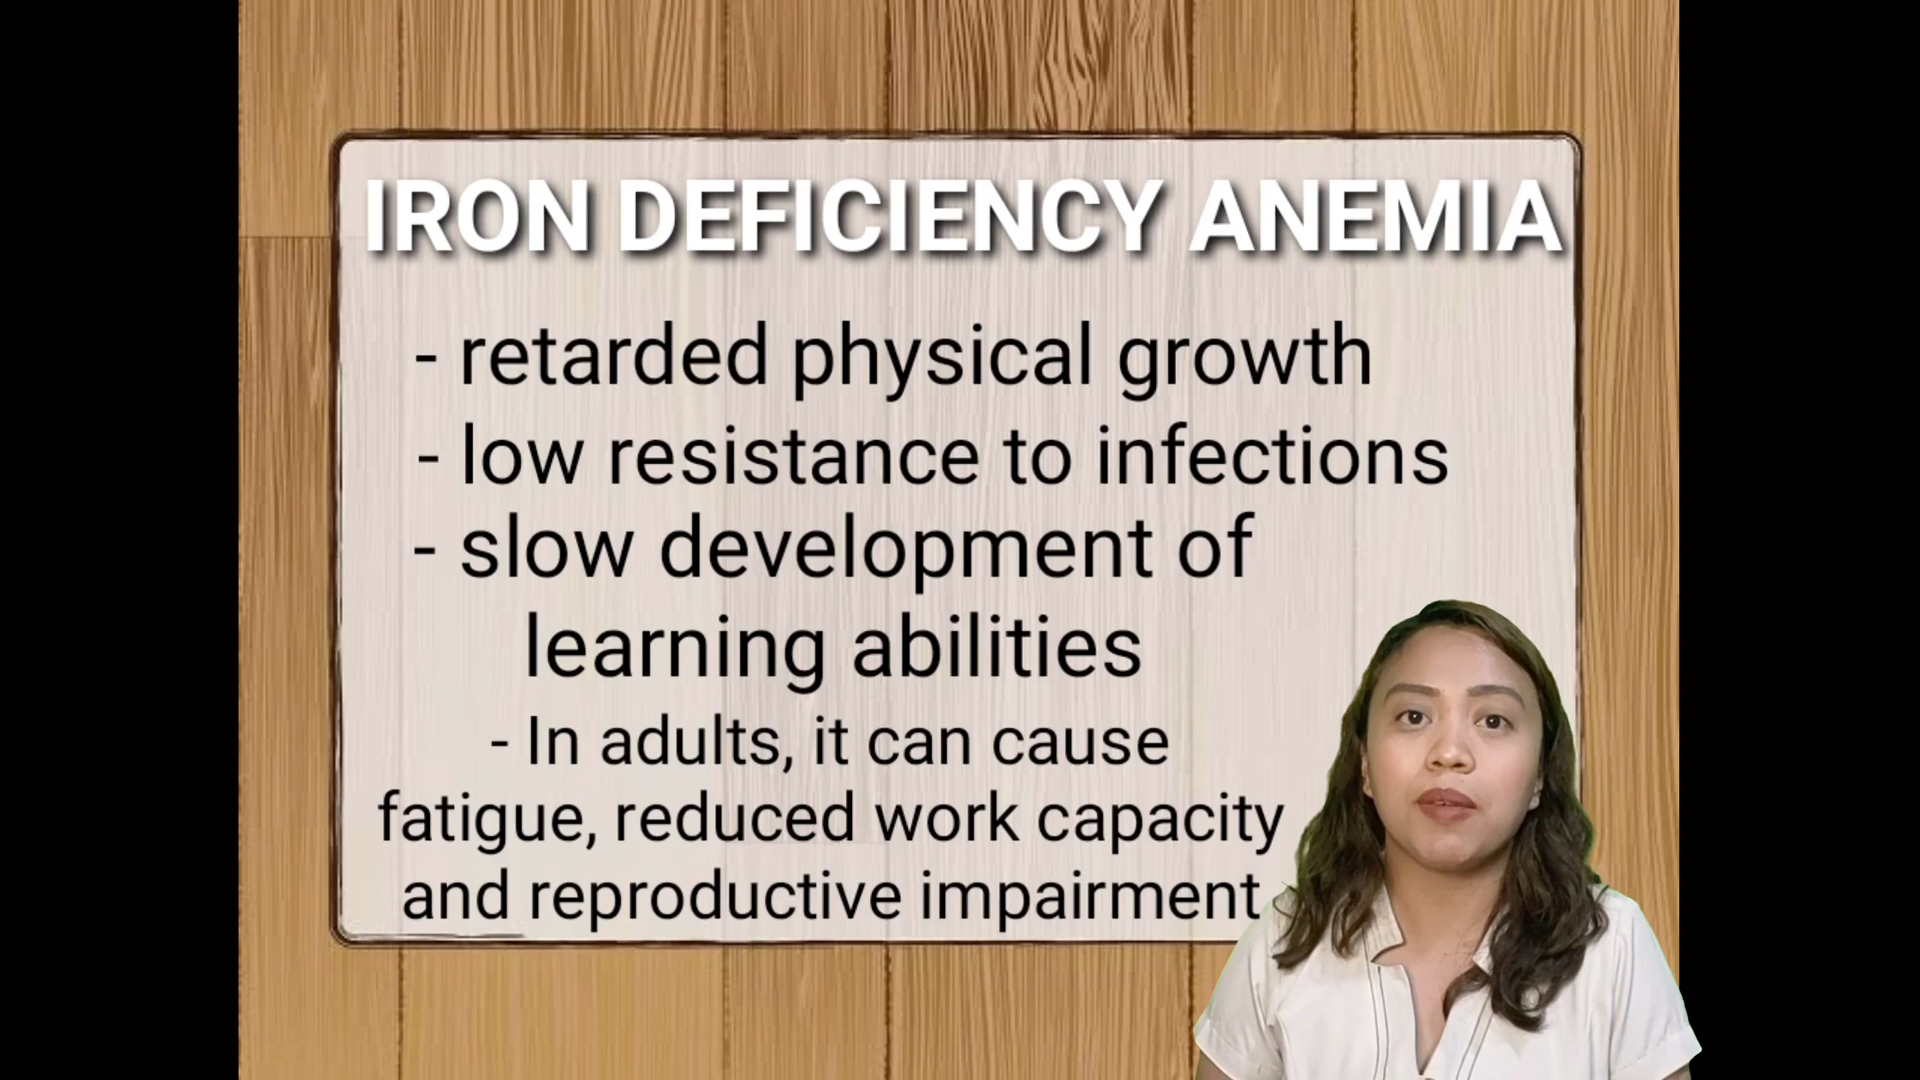 IRON DEFICIENCY ANEMIA
- retarded physical growth
- low resistance to infections
- slow development of
learning abilities
- In adults, it can cause
fatigue, reduced work capacity
and reproductive impairment